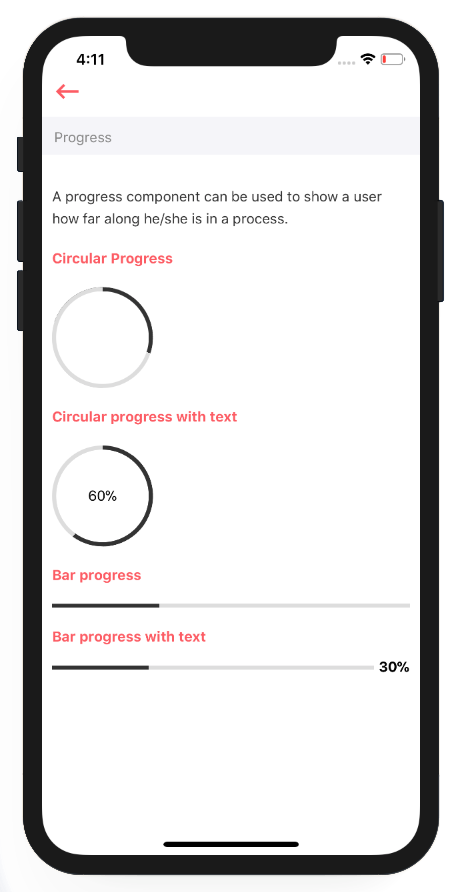 4:11
Progress
A progress component can be used to show a user
how far along he/she is in a process.
Circular Progress
Circular progress with text
60%
Bar progress
Bar progress with text
30%